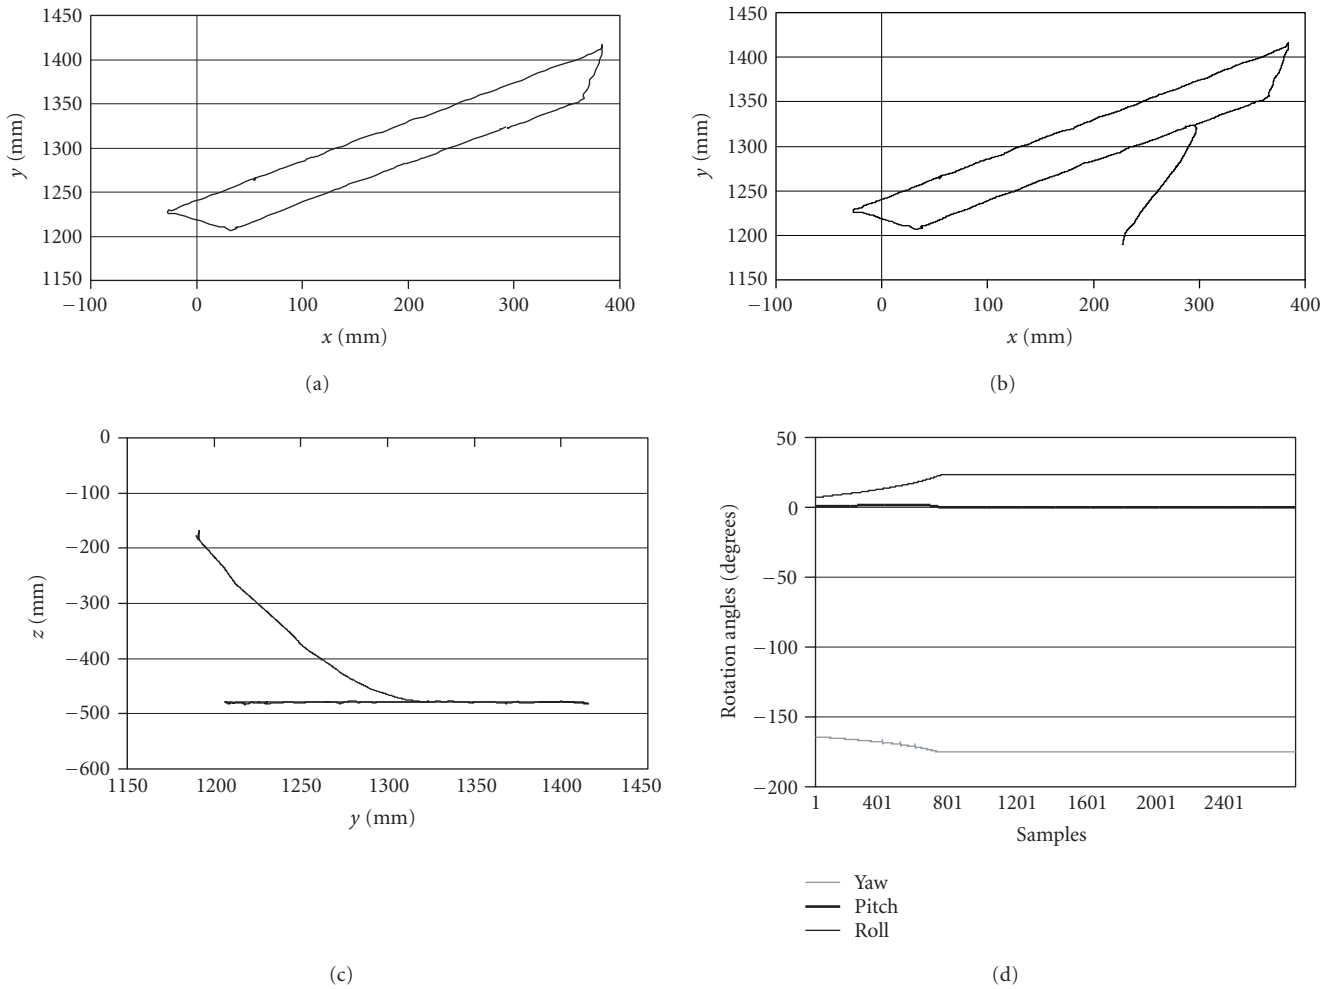 1450
1400
1350
1300
1250
1200
1150
y (mm)
−100 0 100 200 300 400
x (mm)
(a)
1450
1400
1350
1300
1250
1200
1150
y (mm)
−100 0 100 200 300 400
x (mm)
(b)
0
−100
−200
−300
−400
−500
−600
z (mm)
1150 1200 1250 1300 1350 1400 1450
y (mm)
(c)
50
0
−50
−100
−150
−200
Rotation angles (degrees)
1 401 801 1201 1601 2001 2401
Samples
Yaw
Pitch
Roll
(d)